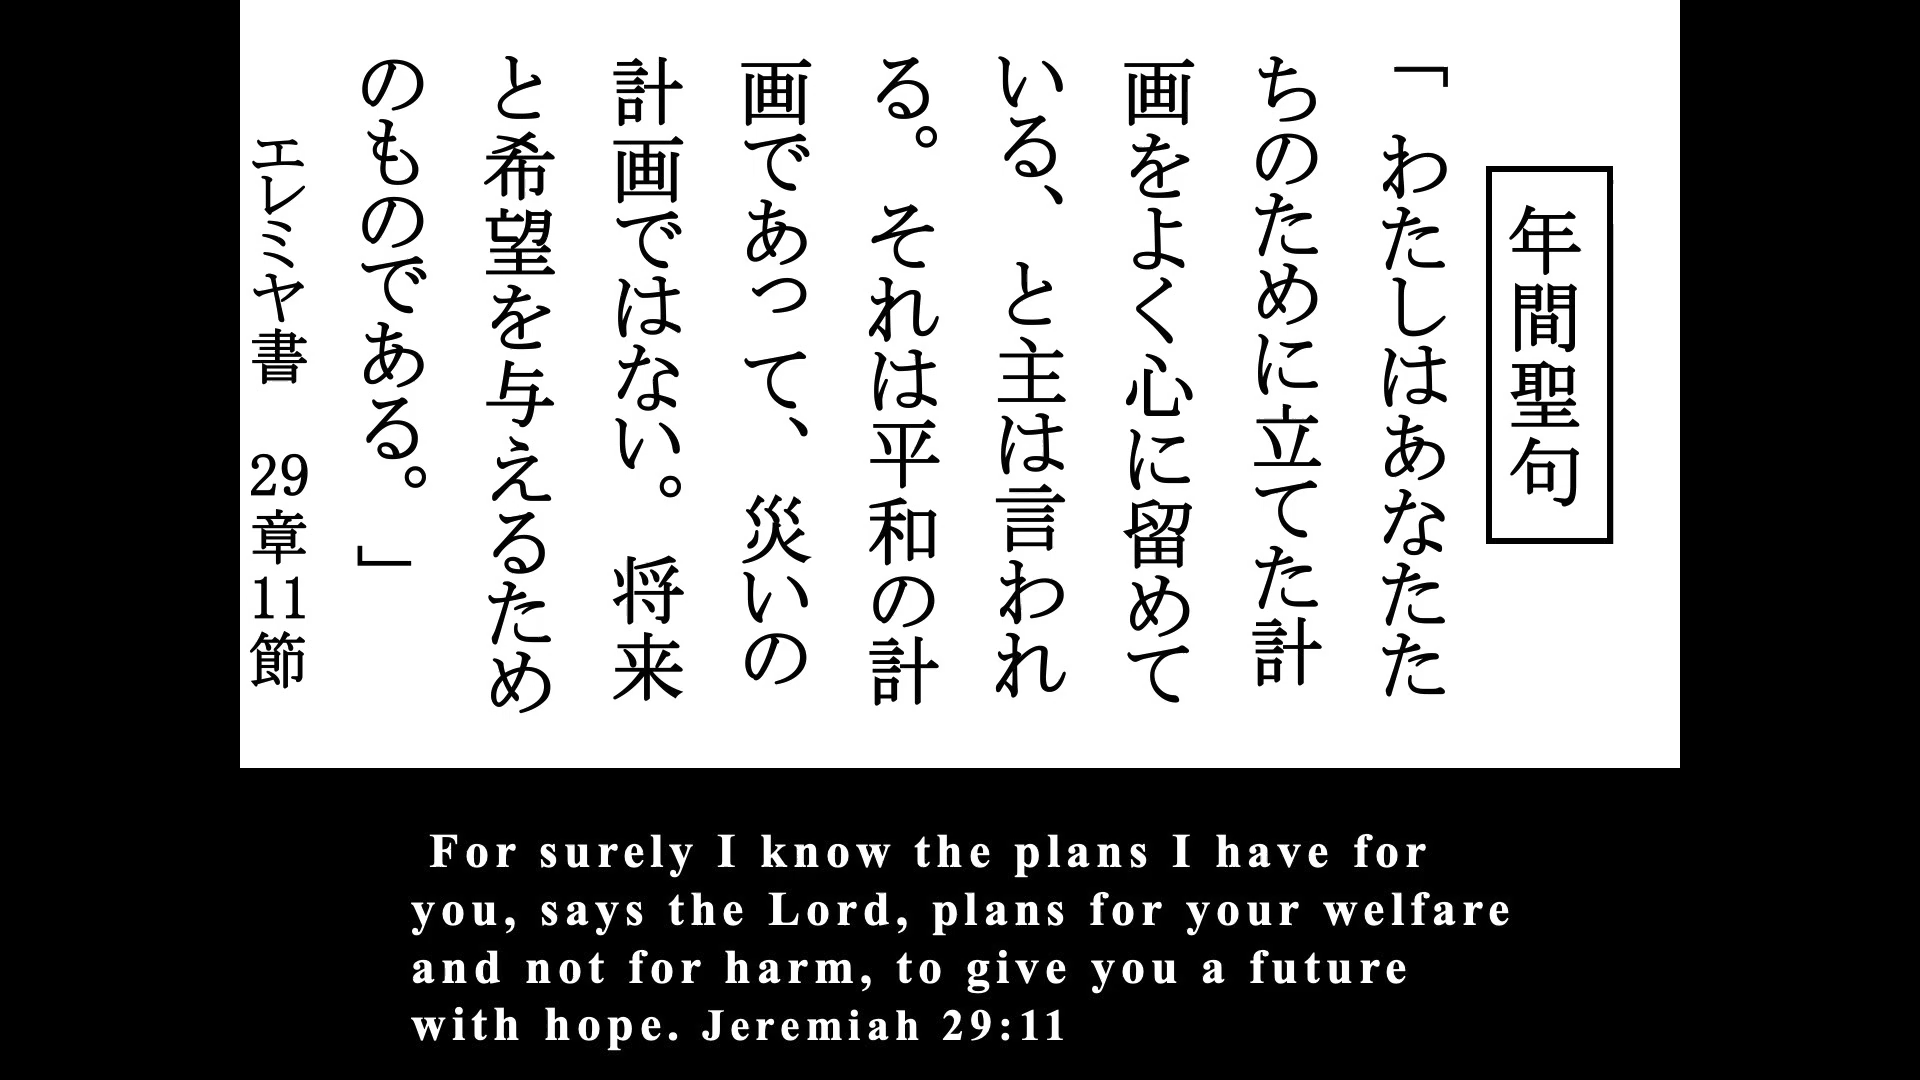 年間聖句
「 わたしはあなたた
ちのために立てた計
画をよく心に留めて
いる、 と主は言われ
る。 それは平和の計
画であって、 災いの
計画ではない。 将来
と希望を与えるため
のものである。 」
エレミヤ書 29章11節
For surely I know the plans I have for
you, says the Lord, plans for your welfare
and not for harm, to give you a future
with hope. Jeremiah 29:11